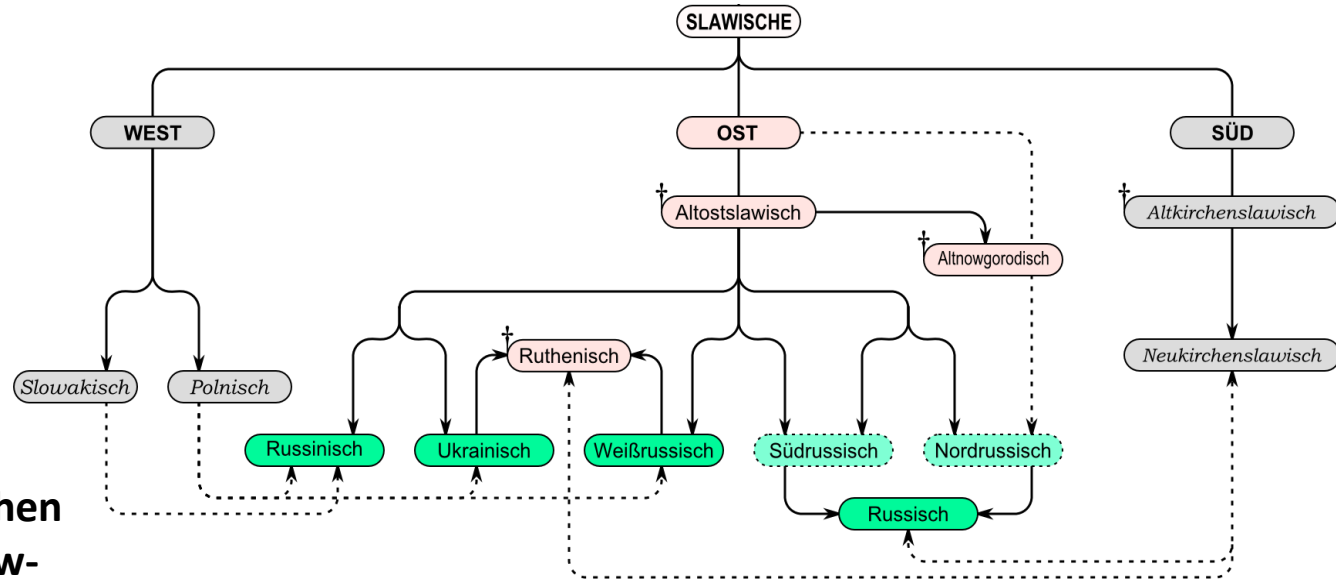 SLAWISCHE
WEST
OST
SÜD
† Altostslawisch
† Altkirchenslawisch
† Altnowgorodisch
† Ruthenisch
Neukirchenslawisch
Slowakisch
Polnisch
Russinisch
Ukrainisch
Weißrussisch
Südrussisch
Nordrussisch
Russisch